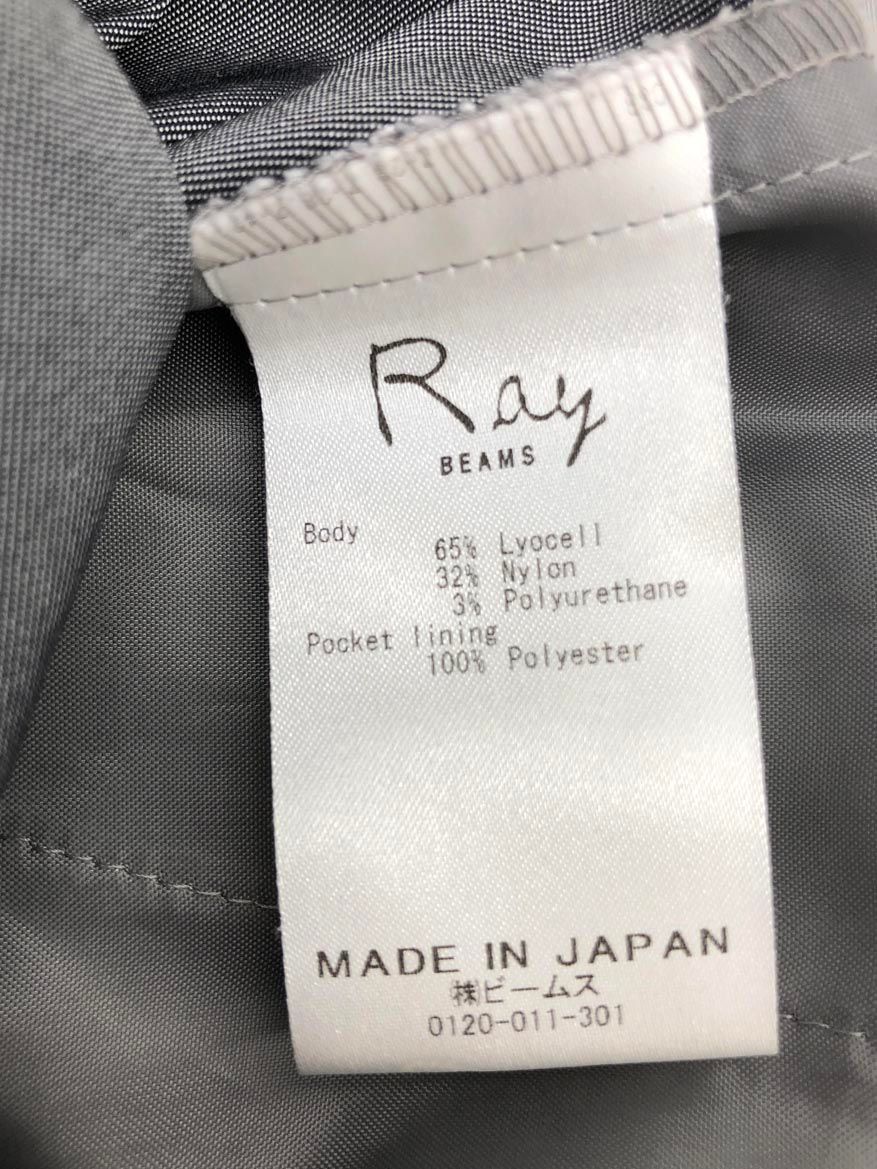 Ray
BEAMS
Body
65% Lyocell
32% Nylon
3% Polyurethane
Pocket lining
100% Polyester
MADE IN JAPAN
㈱ビームス
0120-011-301